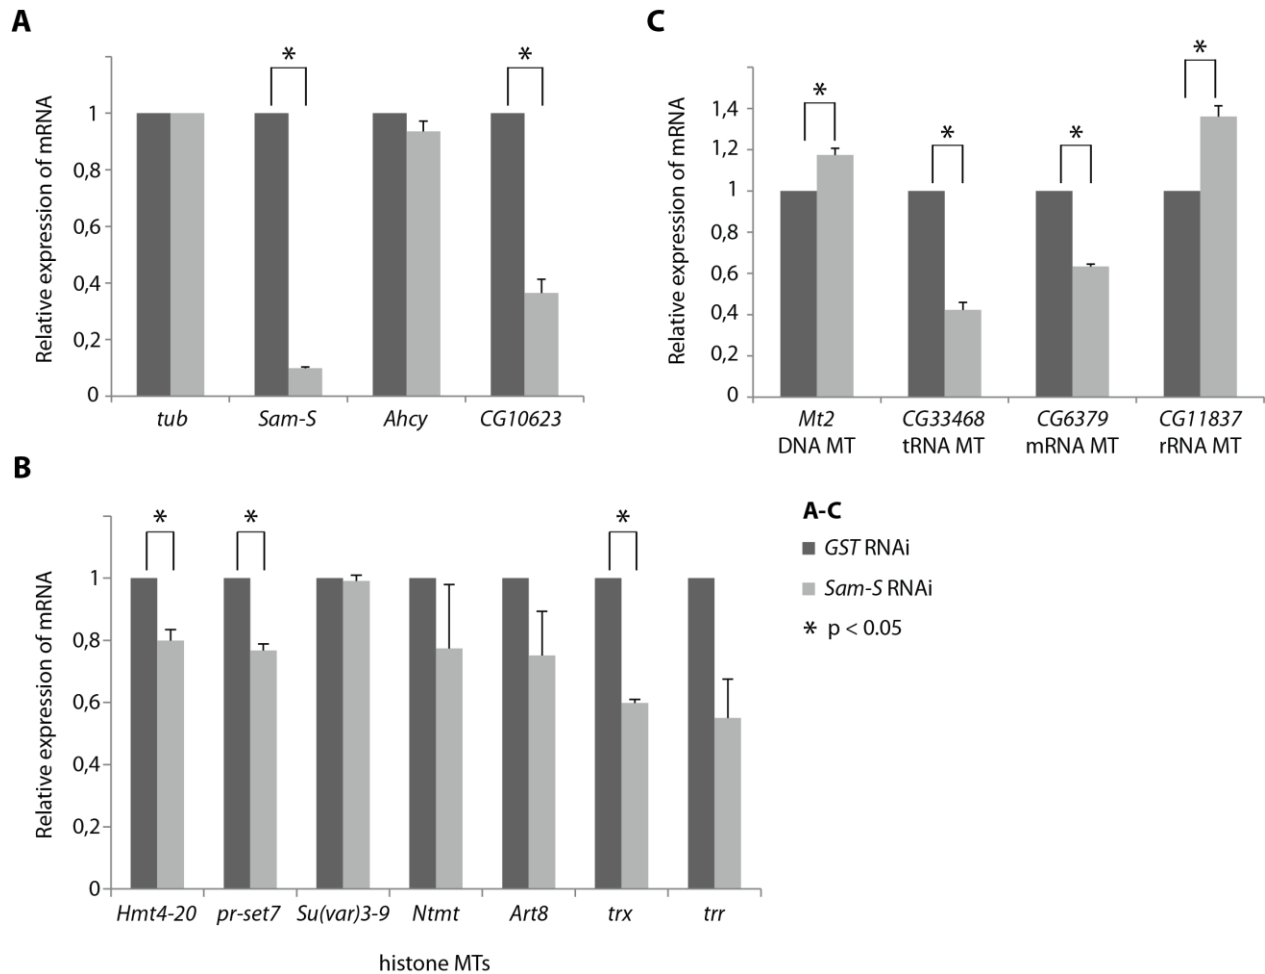 A
Relative expression of mRNA
1
0,8
0,6
0,4
0,2
0
*
*
tub
Sam-S
Ahcy
CG10623
C
Relative expression of mRNA
1,4
1,2
1
0,8
0,6
0,4
0,2
0
*
*
*
*
Mt2
DNA MT
CG33468
tRNA MT
CG6379
mRNA MT
CG11837
rRNA MT
B
Relative expression of mRNA
1
0,8
0,6
0,4
0,2
0
*
*
*
Hmt4-20
pr-set7
Su(var)3-9
Ntmt
Art8
trx
trr
histone MTs
A-C
GST RNAi
Sam-S RNAi
* p < 0.05